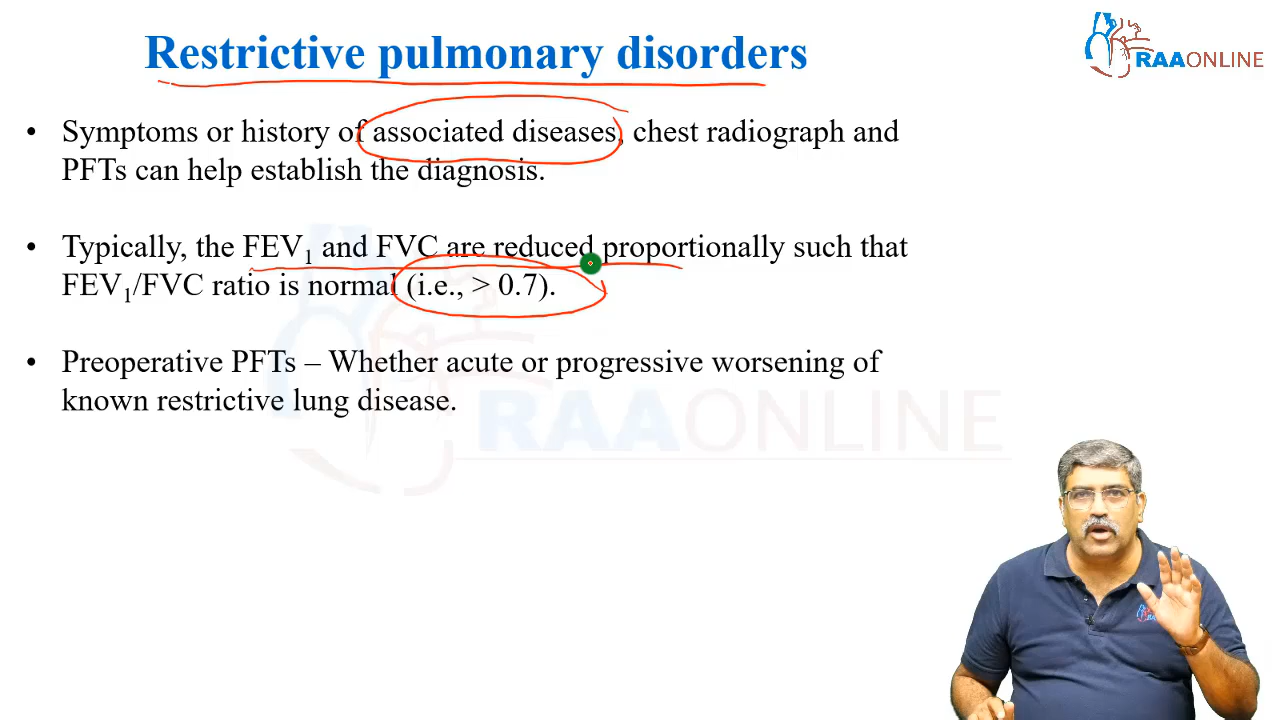 Restrictive pulmonary disorders
RAAONLINE
• Symptoms or history of associated diseases, chest radiograph and
PFTs can help establish the diagnosis.
• Typically, the FEV₁ and FVC are reduced proportionally such that
FEV₁/FVC ratio is normal (i.e., > 0.7).
• Preoperative PFTs – Whether acute or progressive worsening of
known restrictive lung disease.
RAAONLINE